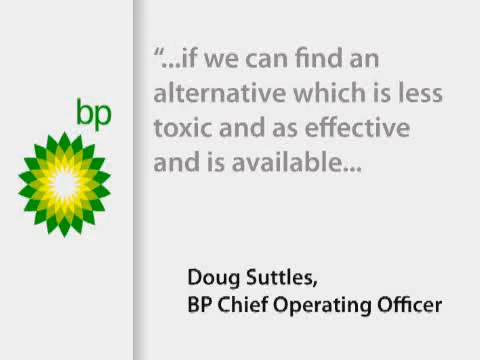 bp
“...if we can find an
alternative which is less
toxic and as effective
and is available...
Doug Suttles,
BP Chief Operating Officer